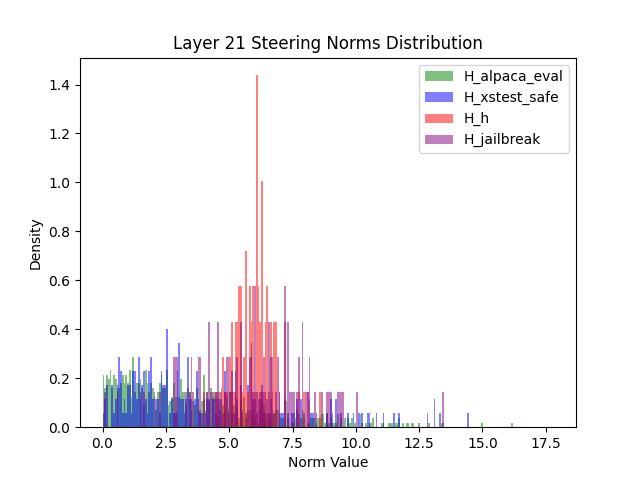 Layer 21 Steering Norms Distribution
H_alpaca_eval
H_xstest_safe
H_h
H_jailbreak
Density
1.4
1.2
1.0
0.8
0.6
0.4
0.2
0.0
0.0 2.5 5.0 7.5 10.0 12.5 15.0 17.5
Norm Value